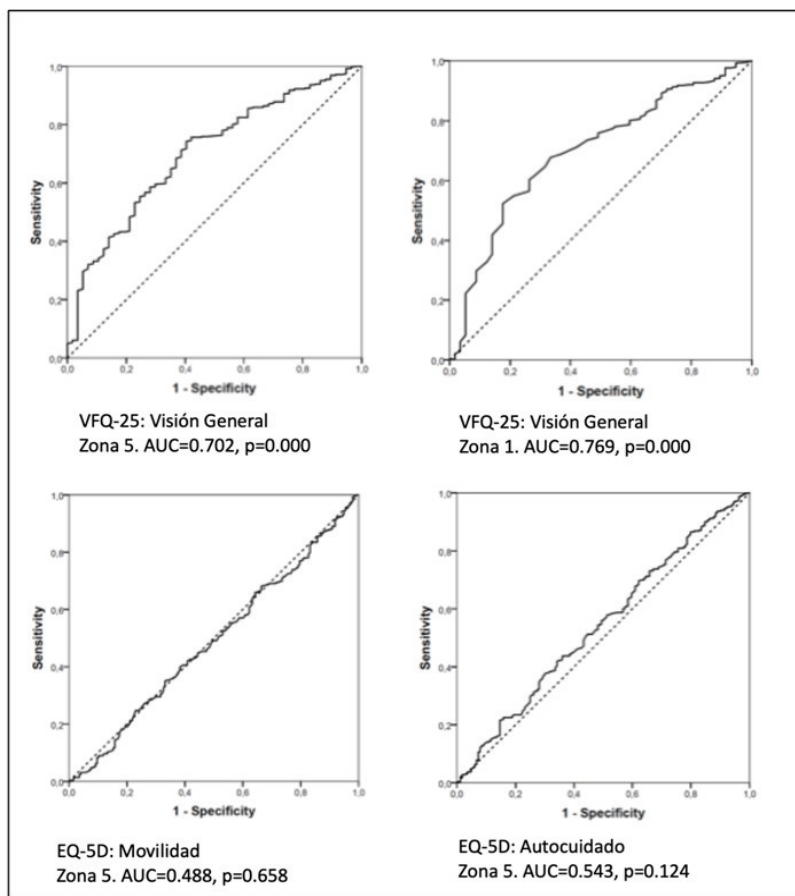 1,0
0,8
0,6
0,4
0,2
0,0
Sensitivity
0,0 0,2 0,4 0,6 0,8 1,0
1 - Specificity
VFQ-25: Visión General
Zona 5. AUC=0.702, p=0.000
1,0
0,8
0,6
0,4
0,2
0,0
Sensitivity
0,0 0,2 0,4 0,6 0,8 1,0
1 - Specificity
VFQ-25: Visión General
Zona 1. AUC=0.769, p=0.000
1,0
0,8
0,6
0,4
0,2
0,0
Sensitivity
0,0 0,2 0,4 0,6 0,8 1,0
1 - Specificity
EQ-5D: Movilidad
Zona 5. AUC=0.488, p=0.658
1,0
0,8
0,6
0,4
0,2
0,0
Sensitivity
0,0 0,2 0,4 0,6 0,8 1,0
1 - Specificity
EQ-5D: Autocuidado
Zona 5. AUC=0.543, p=0.124